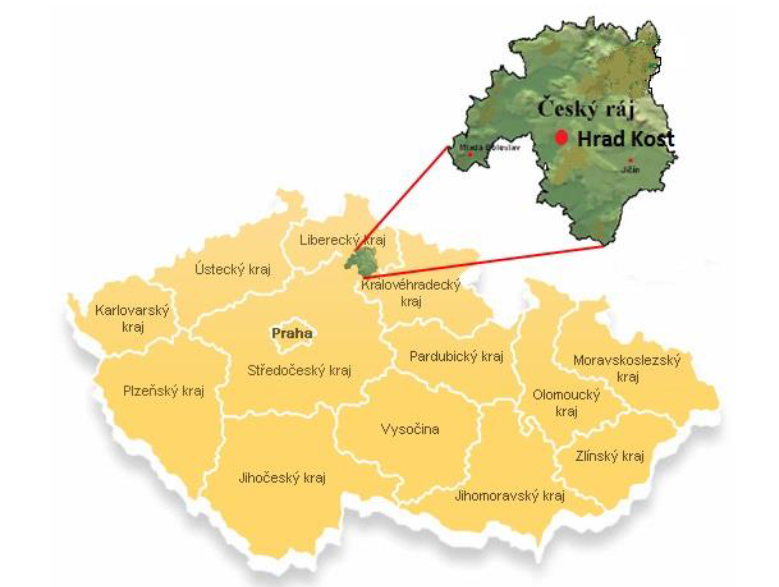 Český ráj
Hrad Kost
Mladá Boleslav
Jičín
Liberecký kraj
Ústecký kraj
Královéhradecký
kraj
Karlovarský
kraj
Praha
Pardubický kraj
Moravskoslezský
kraj
Středočeský kraj
Plzeňský kraj
Olomoucký
kraj
Vysočina
Zlínský kraj
Jihočeský kraj
Jihomoravský kraj